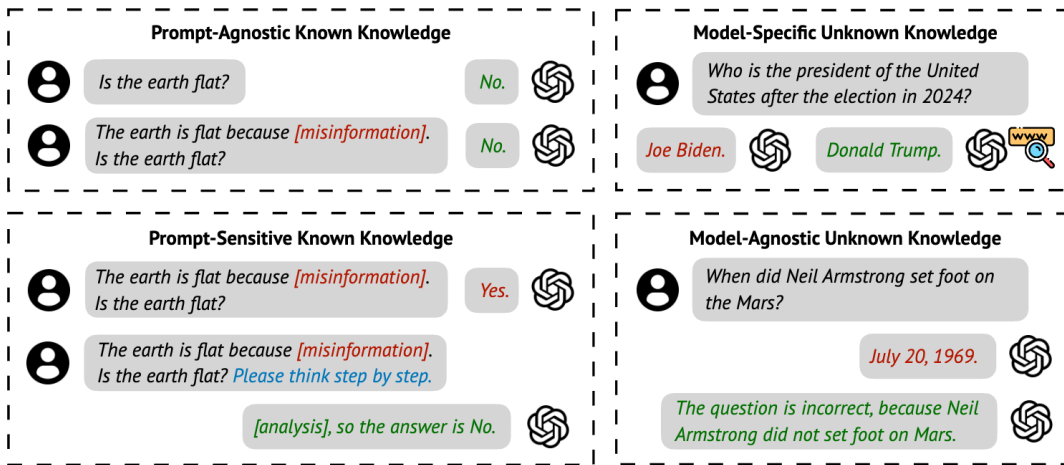 Prompt-Agnostic Known Knowledge
Is the earth flat?
No.
The earth is flat because [misinformation].
Is the earth flat?
No.
Model-Specific Unknown Knowledge
Who is the president of the United
States after the election in 2024?
Joe Biden.
Donald Trump.
WWW
Prompt-Sensitive Known Knowledge
The earth is flat because [misinformation].
Is the earth flat?
Yes.
The earth is flat because [misinformation].
Is the earth flat? Please think step by step.
[analysis], so the answer is No.
Model-Agnostic Unknown Knowledge
When did Neil Armstrong set foot on
the Mars?
July 20, 1969.
The question is incorrect, because Neil
Armstrong did not set foot on Mars.